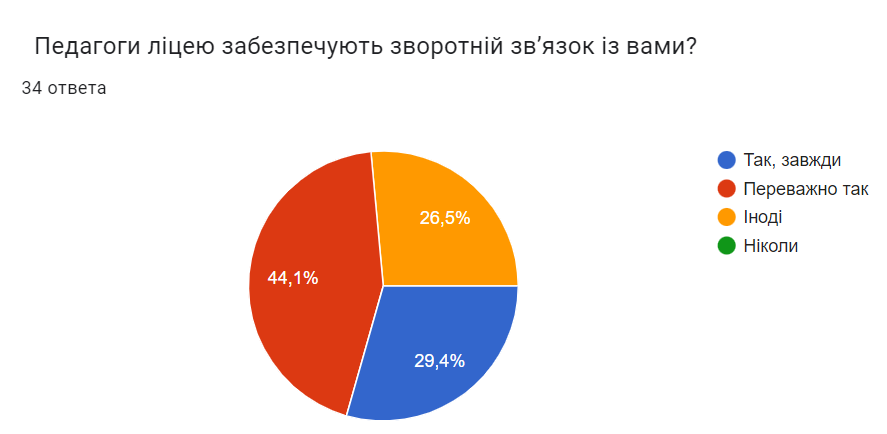 Педагоги ліцею забезпечують зворотній зв’язок із вами?
34 ответа
Так, завжди
Переважно так
Іноді
Ніколи
26,5%
44,1%
29,4%